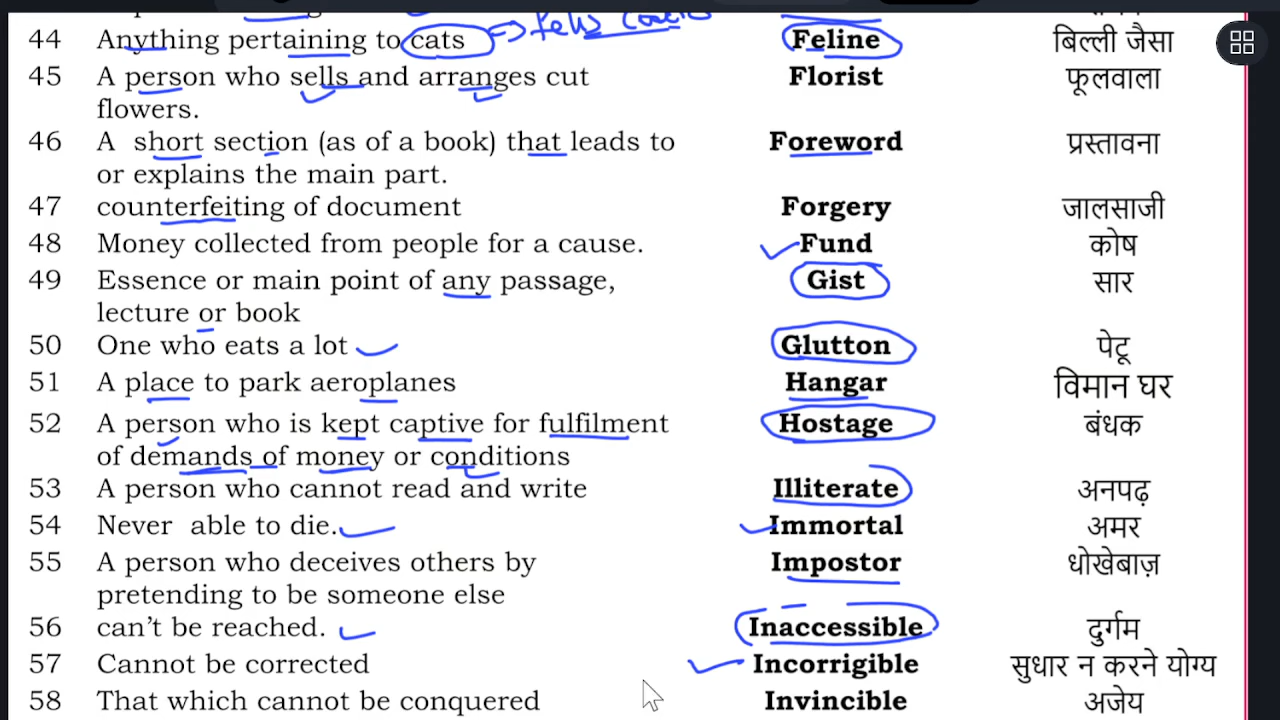 44 Anything pertaining to cats → felis Feline बिल्ली जैसा
45 A person who sells and arranges cut Florist फूलवाला
flowers.
46 A short section (as of a book) that leads to Foreword प्रस्तावना
or explains the main part.
47 counterfeiting of document Forgery जालसाजी
48 Money collected from people for a cause. Fund कोष
49 Essence or main point of any passage, Gist सार
lecture or book
50 One who eats a lot Glutton पेटू
51 A place to park aeroplanes Hangar विमान घर
52 A person who is kept captive for fulfilment Hostage बंधक
of demands of money or conditions
53 A person who cannot read and write Illiterate अनपढ़
54 Never able to die. Immortal अमर
55 A person who deceives others by Impostor धोखेबाज़
pretending to be someone else
56 can't be reached. Inaccessible दुर्गम
57 Cannot be corrected Incorrigible सुधार न करने योग्य
58 That which cannot be conquered Invincible अजेय